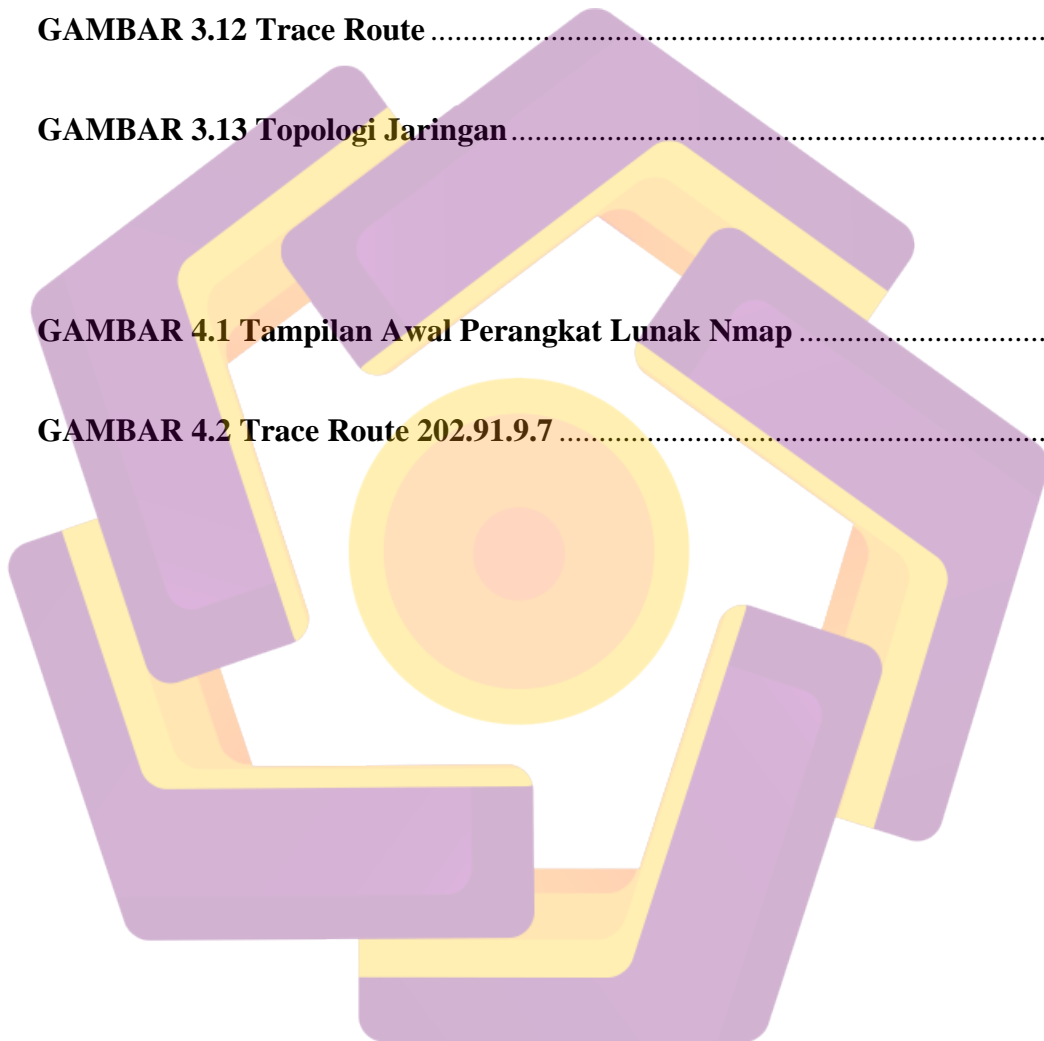 GAMBAR 3.12 Trace Route ................................................................
GAMBAR 3.13 Topologi Jaringan ......................................................
GAMBAR 4.1 Tampilan Awal Perangkat Lunak Nmap .........................
GAMBAR 4.2 Trace Route 202.91.9.7 ..................................................